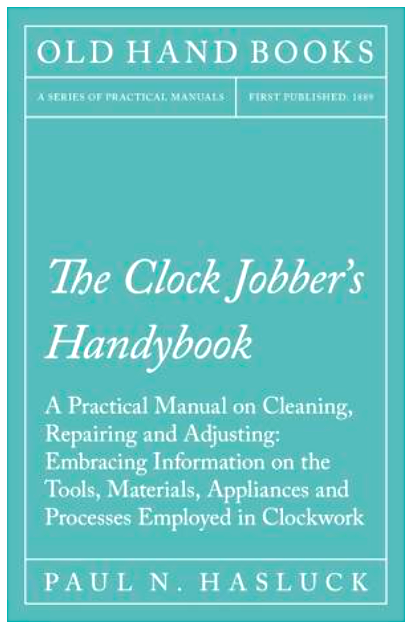 OLD HAND BOOKS
A SERIES OF PRACTICAL MANUALS
FIRST PUBLISHED: 1889
The Clock Jobber's
Handybook
A Practical Manual on Cleaning,
Repairing and Adjusting:
Embracing Information on the
Tools, Materials, Appliances and
Processes Employed in Clockwork
PAUL N. HASLUCK